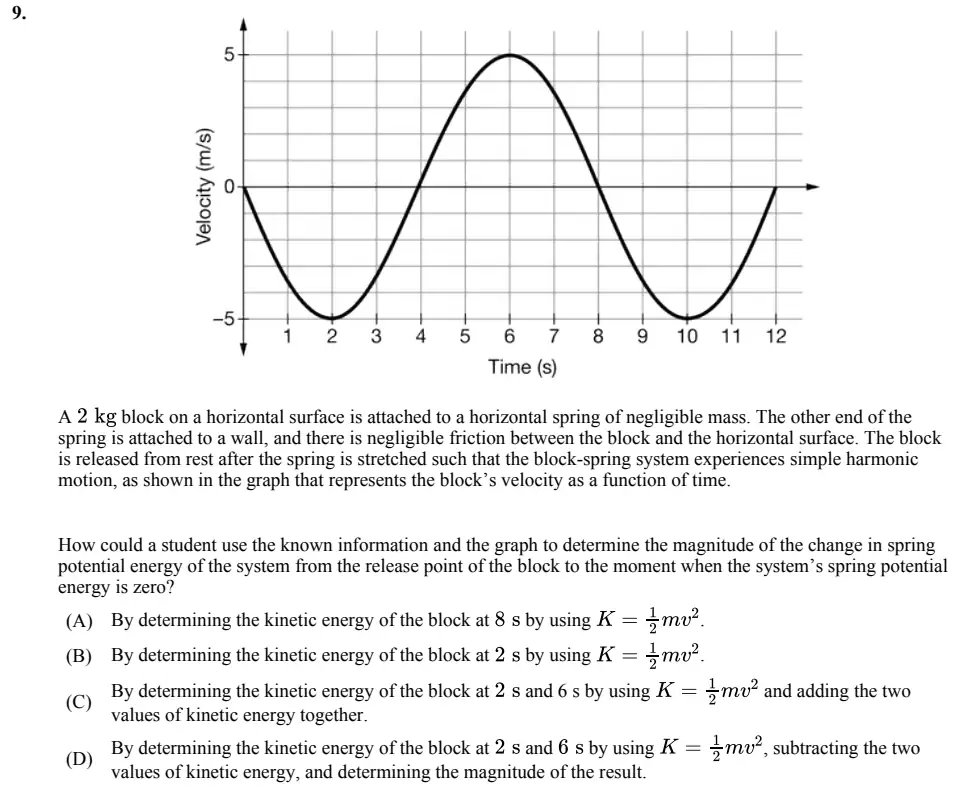 9.
5
Velocity (m/s)
0
−5
1 2 3 4 5 6 7 8 9 10 11 12
Time (s)
A 2 kg block on a horizontal surface is attached to a horizontal spring of negligible mass. The other end of the
spring is attached to a wall, and there is negligible friction between the block and the horizontal surface. The block
is released from rest after the spring is stretched such that the block-spring system experiences simple harmonic
motion, as shown in the graph that represents the block’s velocity as a function of time.
How could a student use the known information and the graph to determine the magnitude of the change in spring
potential energy of the system from the release point of the block to the moment when the system’s spring potential
energy is zero?
(A) By determining the kinetic energy of the block at 8 s by using K = ½mv².
(B) By determining the kinetic energy of the block at 2 s by using K = ½mv².
(C) By determining the kinetic energy of the block at 2 s and 6 s by using K = ½mv² and adding the two
values of kinetic energy together.
(D) By determining the kinetic energy of the block at 2 s and 6 s by using K = ½mv², subtracting the two
values of kinetic energy, and determining the magnitude of the result.